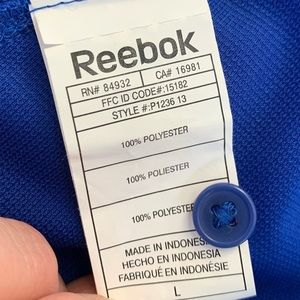 Reebok
RN# 84932 CA# 16981
FFC ID CODE#:15182
STYLE #:P1236 13
100% POLYESTER
100% POLIESTER
100% POLYESTER
MADE IN INDONESIA
HECHO EN INDONESIA
FABRIQUÉ EN INDONÉSIE
L